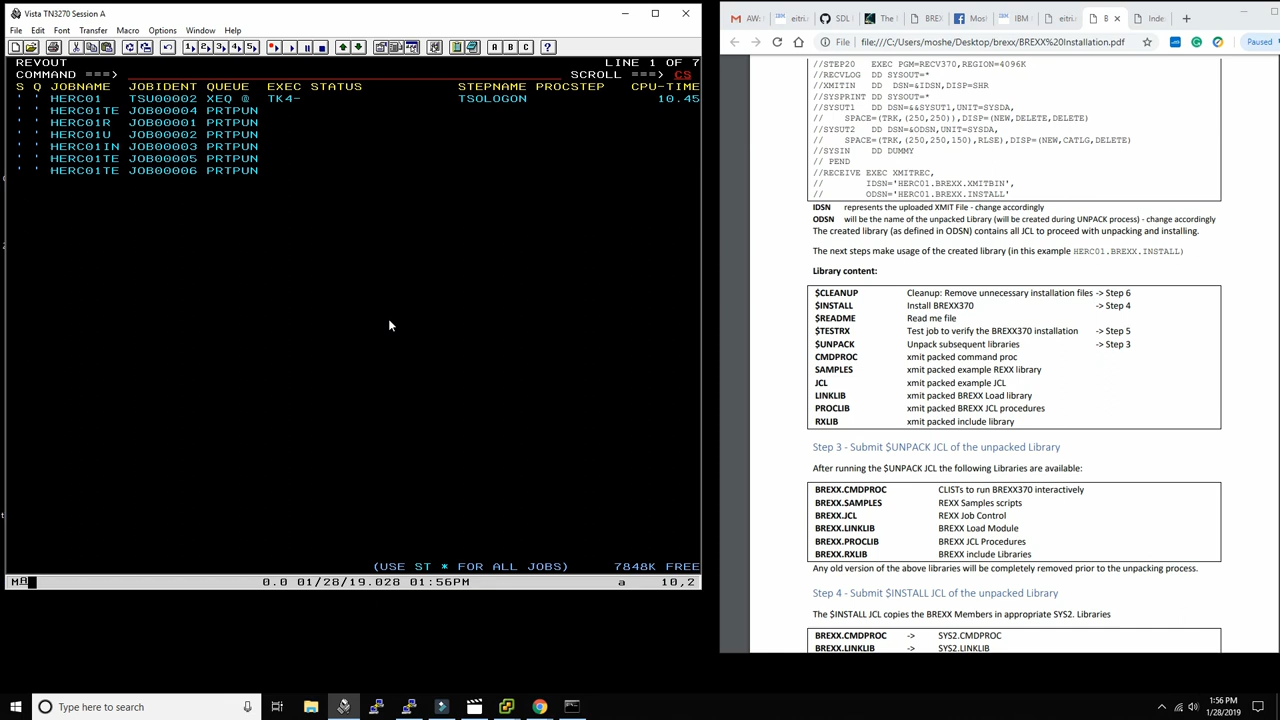 Vista TN3270 Session A
File Edit Font Transfer Macro Options Window Help
REVOUT LINE 1 OF 7
COMMAND ===> SCROLL ===> CS
S Q JOBNAME JOBIDENT QUEUE EXEC STATUS STEPNAME PROCSTEP CPU-TIME
' ' HERC01 TSU00002 XEQ @ TK4- TSOLOGON 10.45
' ' HERC01TE JOB00004 PRTPUN
' ' HERC01R JOB00001 PRTPUN
' ' HERC01U JOB00002 PRTPUN
' ' HERC01IN JOB00003 PRTPUN
' ' HERC01TE JOB00005 PRTPUN
' ' HERC01TE JOB00006 PRTPUN
(USE ST * FOR ALL JOBS) 7848K FREE
0.0 01/28/19.028 01:56PM a 10,2
AW: eitri. SDL The BREX Most IBM eitri. B Inde
File file:///C:/Users/moshe/Desktop/brexx/BREXX%20Installation.pdf Paused
//STEP20 EXEC PGM=RECV370,REGION=4096K
//RECVLOG DD SYSOUT=*
//XMITIN DD DSN=&IDSN,DISP=SHR
//SYSPRINT DD SYSOUT=*
//SYSUT1 DD DSN=&&SYSUT1,UNIT=SYSDA,
// SPACE=(TRK,(250,250)),DISP=(NEW,DELETE,DELETE)
//SYSUT2 DD DSN=&ODSN,UNIT=SYSDA,
// SPACE=(TRK,(250,250,150),RLSE),DISP=(NEW,CATLG,DELETE)
//SYSIN DD DUMMY
// PEND
//RECEIVE EXEC XMITREC,
// IDSN='HERC01.BREXX.XMITBIN',
// ODSN='HERC01.BREXX.INSTALL'
IDSN represents the uploaded XMIT File - change accordingly
ODSN will be the name of the unpacked Library (will be created during UNPACK process) - change accordingly
The created library (as defined in ODSN) contains all JCL to proceed with unpacking and installing.
The next steps make usage of the created library (in this example HERC01.BREXX.INSTALL)
Library content:
$CLEANUP Cleanup: Remove unnecessary installation files -> Step 6
$INSTALL Install BREXX370 -> Step 4
$README Read me file
$TESTRX Test job to verify the BREXX370 installation -> Step 5
$UNPACK Unpack subsequent libraries -> Step 3
CMDPROC xmit packed command proc
SAMPLES xmit packed example REXX library
JCL xmit packed example JCL
LINKLIB xmit packed BREXX Load library
PROCLIB xmit packed BREXX JCL procedures
RXLIB xmit packed include library
Step 3 - Submit $UNPACK JCL of the unpacked Library
After running the $UNPACK JCL the following Libraries are available:
BREXX.CMDPROC CLISTs to run BREXX370 interactively
BREXX.SAMPLES REXX Samples scripts
BREXX.JCL REXX Job Control
BREXX.LINKLIB BREXX Load Module
BREXX.PROCLIB BREXX JCL Procedures
BREXX.RXLIB BREXX include Libraries
Any old version of the above libraries will be completely removed prior to the unpacking process.
Step 4 - Submit $INSTALL JCL of the unpacked Library
The $INSTALL JCL copies the BREXX Members in appropriate SYS2. Libraries
BREXX.CMDPROC -> SYS2.CMDPROC
BREXX.LINKLIB -> SYS2.LINKLIB
Type here to search
1:56 PM
1/28/2019